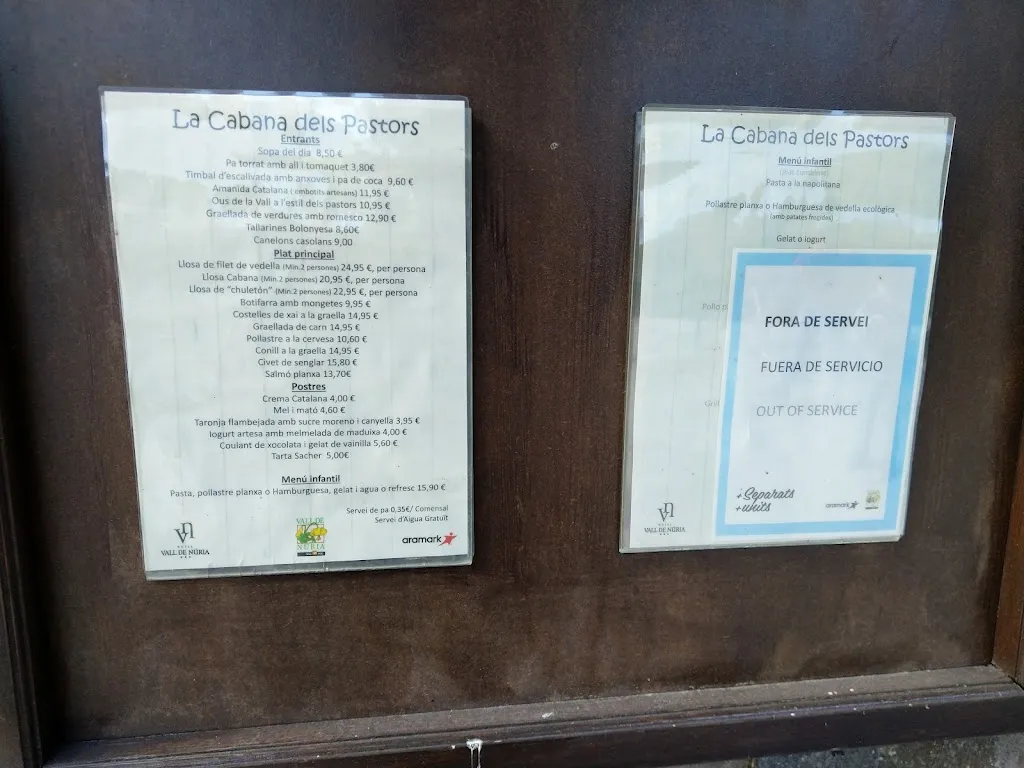 La Cabana dels Pastors
Entrants
Sopa del dia 8,50 €
Pa torrat amb all i tomaquet 3,80€
Timbal d'escalivada amb anxoves i pa de coca 9,60 €
Amanida Catalana (embotits artesans) 11,95 €
Ous de la Vall a l'estil dels pastors 10,95 €
Graellada de verdures amb romesco 12,90 €
Tallarines Bolonyesa 8,60€
Canelons casolans 9,00
Plat principal
Llosa de filet de vedella (Min.2 persones) 24,95 €, per persona
Llosa Cabana (Min.2 persones) 20,95 €, per persona
Llosa de "chuletón" (Min.2 persones) 22,95 €, per persona
Botifarra amb mongetes 9,95 €
Costelles de xai a la graella 14,95 €
Graellada de carn 14,95 €
Pollastre a la cervesa 10,60 €
Conill a la graella 14,95 €
Civet de senglar 15,80 €
Salmó planxa 13,70€
Postres
Crema Catalana 4,00 €
Mel i mató 4,60 €
Taronja flambejada amb sucre moreno i canyella 3,95 €
Iogurt artesa amb melmelada de maduixa 4,00 €
Coulant de xocolata i gelat de vainilla 5,60 €
Tarta Sacher 5,00€
Menú infantil
Pasta, pollastre planxa o Hamburguesa, gelat i agua o refresc 15,90 €
Servei de pa 0,35€/ Comensal
Servei d'Aigua Gratuït
HOTEL
VALL DE NÚRIA
VALL DE
NÚRIA
aramark
La Cabana dels Pastors
Menú infantil
Pasta a la napolitana
Pollastre planxa o Hamburguesa de vedella ecològica
(amb patates fregides)
Gelat o iogurt
FORA DE SERVEI
FUERA DE SERVICIO
OUT OF SERVICE
+Separats
+units
aramark
HOTEL
VALL DE NÚRIA